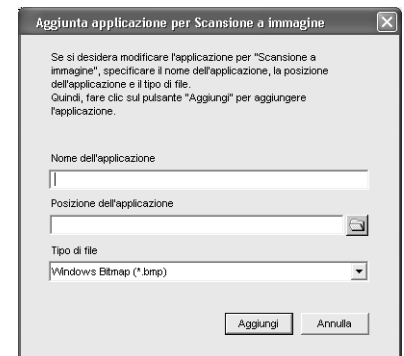 Aggiunta applicazione per Scansione a immagine
Se si desidera modificare l'applicazione per "Scansione a
immagine", specificare il nome dell'applicazione, la posizione
dell'applicazione e il tipo di file.
Quindi, fare clic sul pulsante "Aggiungi" per aggiungere
l'applicazione.
Nome dell'applicazione
Posizione dell'applicazione
Tipo di file
Windows Bitmap (*.bmp)
Aggiungi Annulla